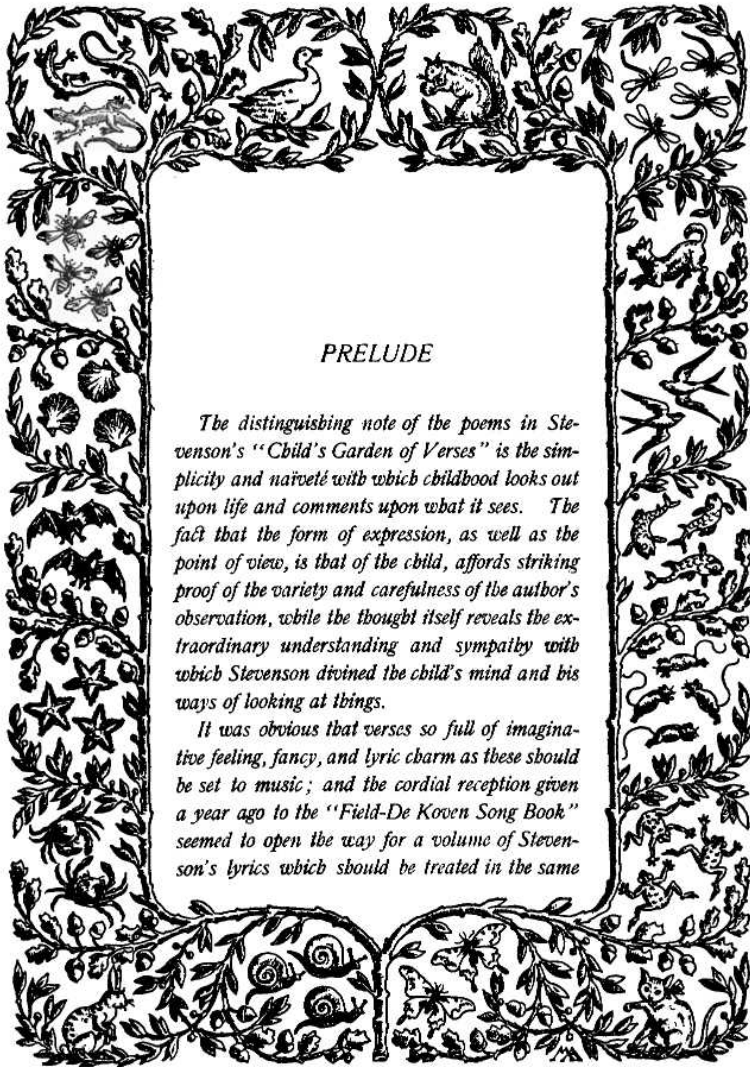 PRELUDE
The distinguishing note of the poems in Ste-
venson's "Child's Garden of Verses" is the sim-
plicity and naïveté with which childhood looks out
upon life and comments upon what it sees. The
fact that the form of expression, as well as the
point of view, is that of the child, affords striking
proof of the variety and carefulness of the author's
observation, while the thought itself reveals the ex-
traordinary understanding and sympathy with
which Stevenson divined the child's mind and his
ways of looking at things.
It was obvious that verses so full of imagina-
tive feeling, fancy, and lyric charm as these should
be set to music; and the cordial reception given
a year ago to the "Field-De Koven Song Book"
seemed to open the way for a volume of Steven-
son's lyrics which should be treated in the same